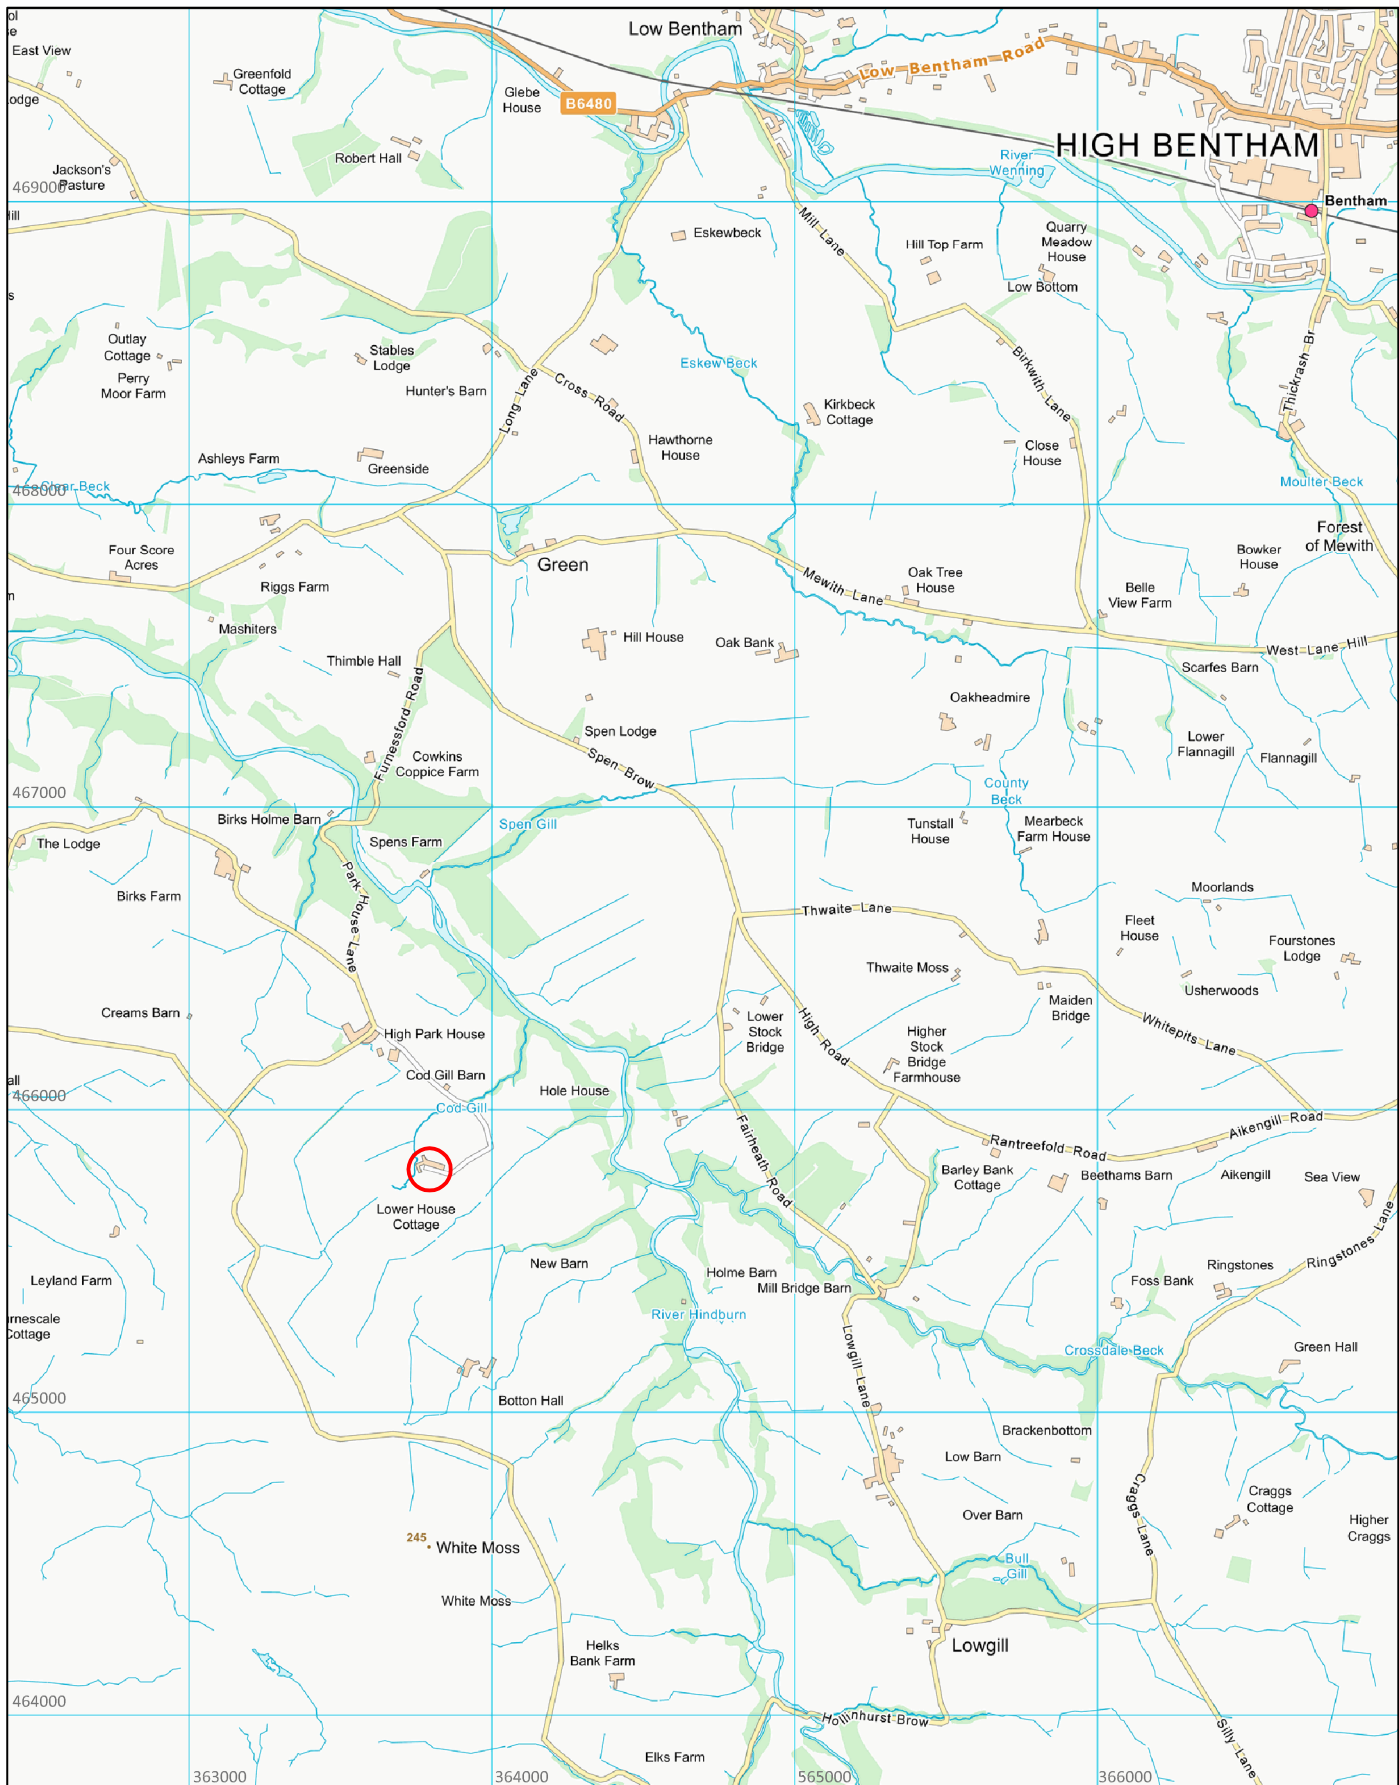 Low Bentham
East View
Greenfold
Cottage
Glebe
House
B6480
Low Bentham Road
HIGH BENTHAM
Robert Hall
Jackson's
Pasture
469000
River
Wenning
Bentham
Mill Lane
Eskewbeck
Hill Top Farm
Quarry
Meadow
House
Low Bottom
Outlay
Cottage
Perry
Moor Farm
Stables
Lodge
Hunter's Barn
Long Lane
Cross Road
Eskew Beck
Birkwith Lane
Thickrash Br
Kirkbeck
Cottage
Hawthorne
House
Close
House
Ashleys Farm
Greenside
Clear Beck
468000
Moulter Beck
Forest
of Mewith
Four Score
Acres
Riggs Farm
Green
Mewith Lane
Oak Tree
House
Bowker
House
Belle
View Farm
Mashiters
Hill House
Oak Bank
West Lane Hill
Thimble Hall
Scarfes Barn
Furnessford Road
Oakheadmire
Cowkins
Coppice Farm
Spen Lodge
Spen Brow
Lower
Flannagill
Flannagill
467000
County
Beck
Birks Holme Barn
Spen Gill
Tunstall
House
Mearbeck
Farm House
The Lodge
Spens Farm
Birks Farm
Park House Lane
Moorlands
Thwaite Lane
Fleet
House
Fourstones
Lodge
Thwaite Moss
Usherwoods
Creams Barn
High Park House
Lower
Stock
Bridge
High Road
Maiden
Bridge
Whitepits Lane
Higher
Stock
Bridge
Farmhouse
Cod Gill Barn
Hole House
466000
Cod Gill
Fairheath Road
Rantreefold Road
Aikengill Road
Barley Bank
Cottage
Beethams Barn
Aikengill
Sea View
Lower House
Cottage
New Barn
Holme Barn
Mill Bridge Barn
Ringstones
Ringstones Lane
Leyland Farm
Foss Bank
River Hindburn
Cottage
Lowgill Lane
Crossdale Beck
Green Hall
465000
Botton Hall
Brackenbottom
Low Barn
Craggs Lane
Craggs
Cottage
Higher
Craggs
Over Barn
245
White Moss
White Moss
Bull
Gill
Helks
Bank Farm
Lowgill
464000
Hollinhurst Brow
Silly Lane
Elks Farm
363000
364000
565000
366000